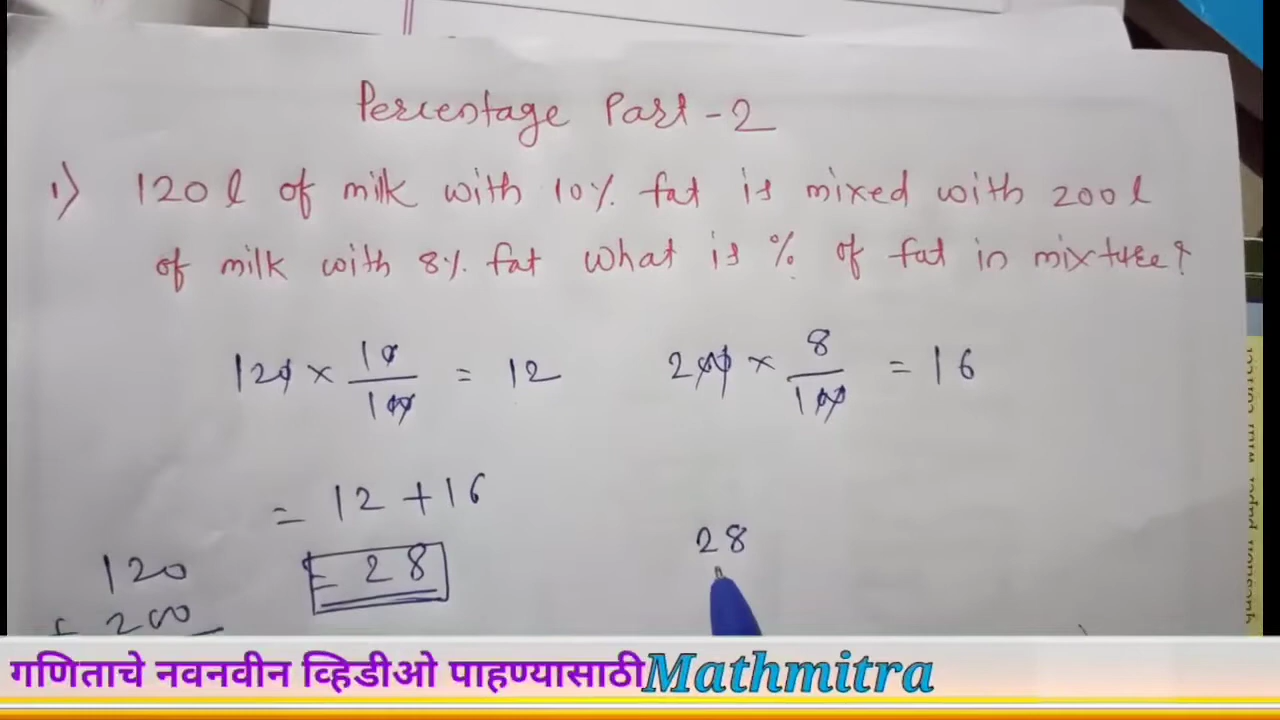 Percentage Part - 2
1) 120 l of milk with 10% fat is mixed with 200 l
of milk with 8% fat what is % of fat in mixture?
120 × 10/100 = 12
200 × 8/100 = 16
= 12 + 16
= 28
28
120
+ 200
गणिताचे नवनवीन व्हिडीओ पाहण्यासाठी Mathmitra